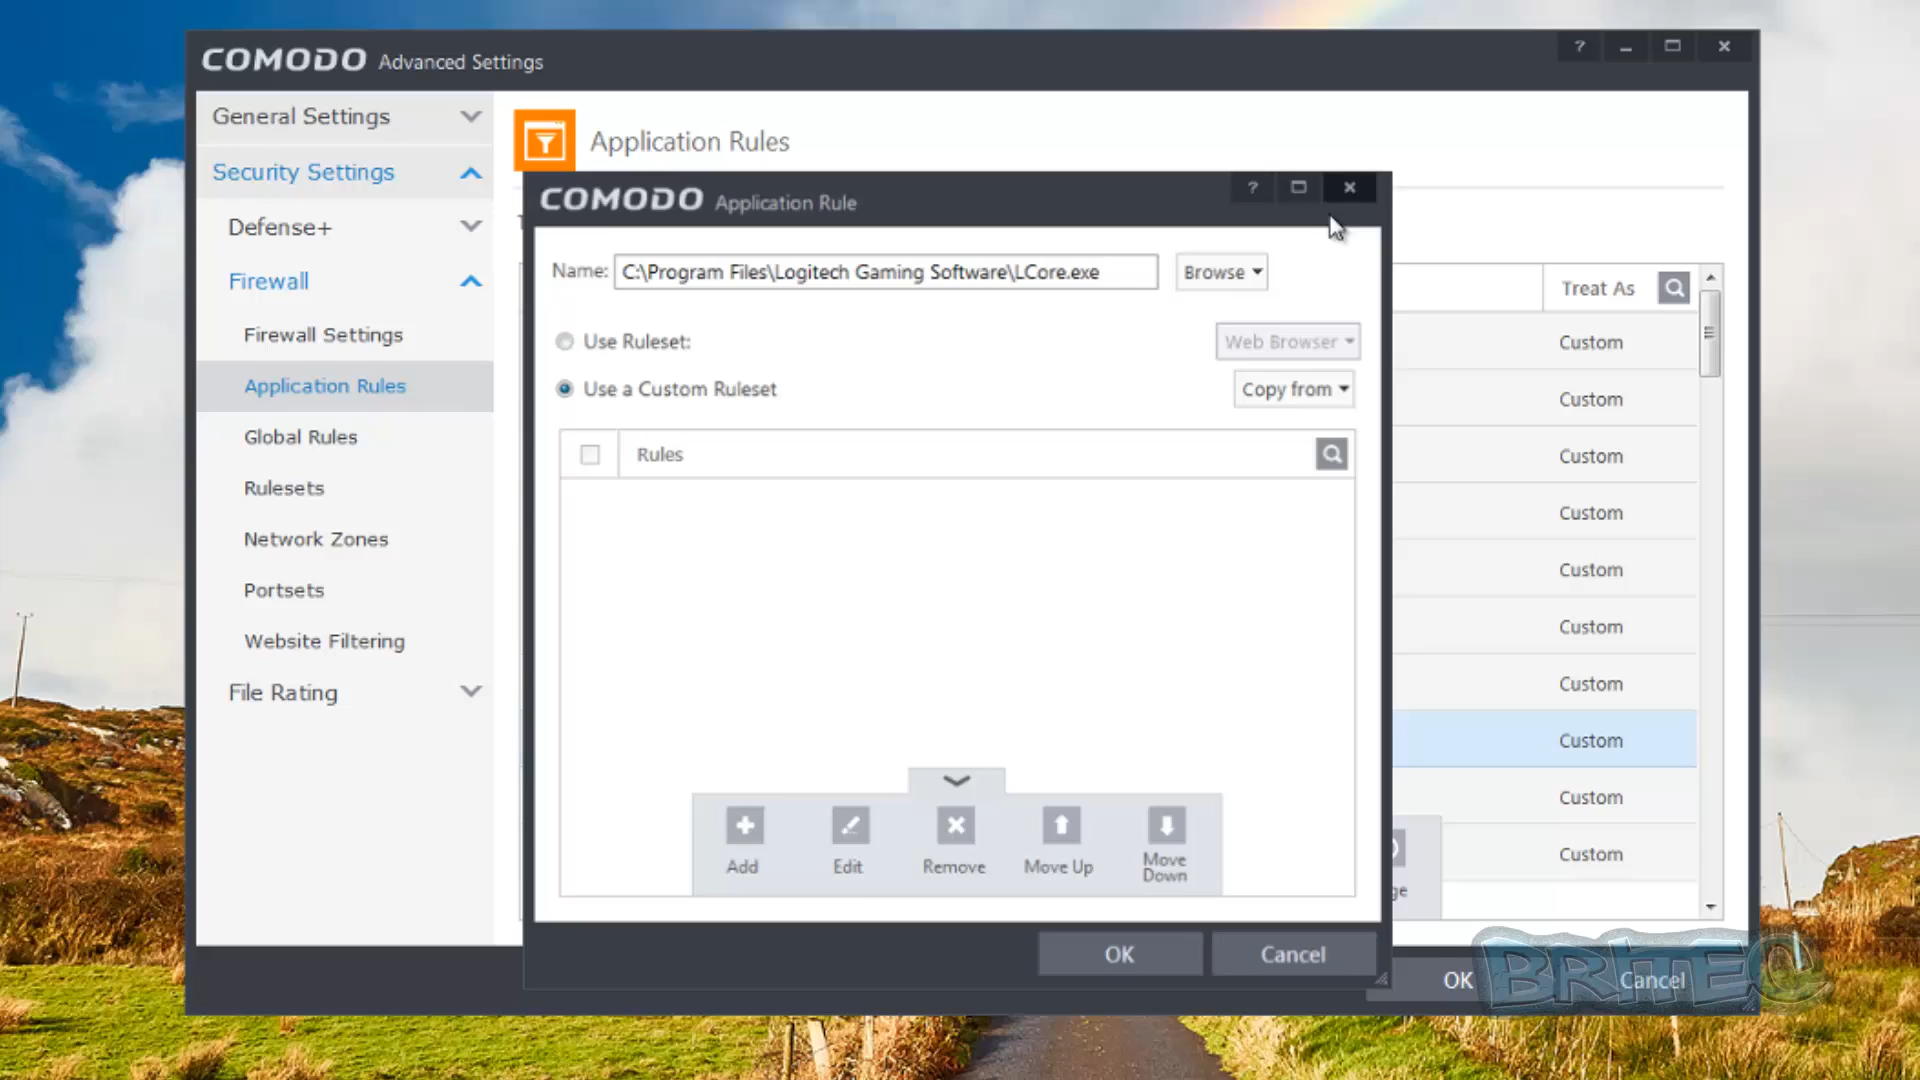 COMODO Advanced Settings
?
General Settings
Security Settings
Defense+
Firewall
Firewall Settings
Application Rules
Global Rules
Rulesets
Network Zones
Portsets
Website Filtering
File Rating
Application Rules
Treat As
Custom
Custom
Custom
Custom
Custom
Custom
Custom
Custom
Custom
Custom
ge
OK
Cancel
COMODO Application Rule
?
Name: C:\Program Files\Logitech Gaming Software\LCore.exe Browse
Use Ruleset: Web Browser
Use a Custom Ruleset Copy from
Rules
Add Edit Remove Move Up Move Down
OK Cancel
BRITEC